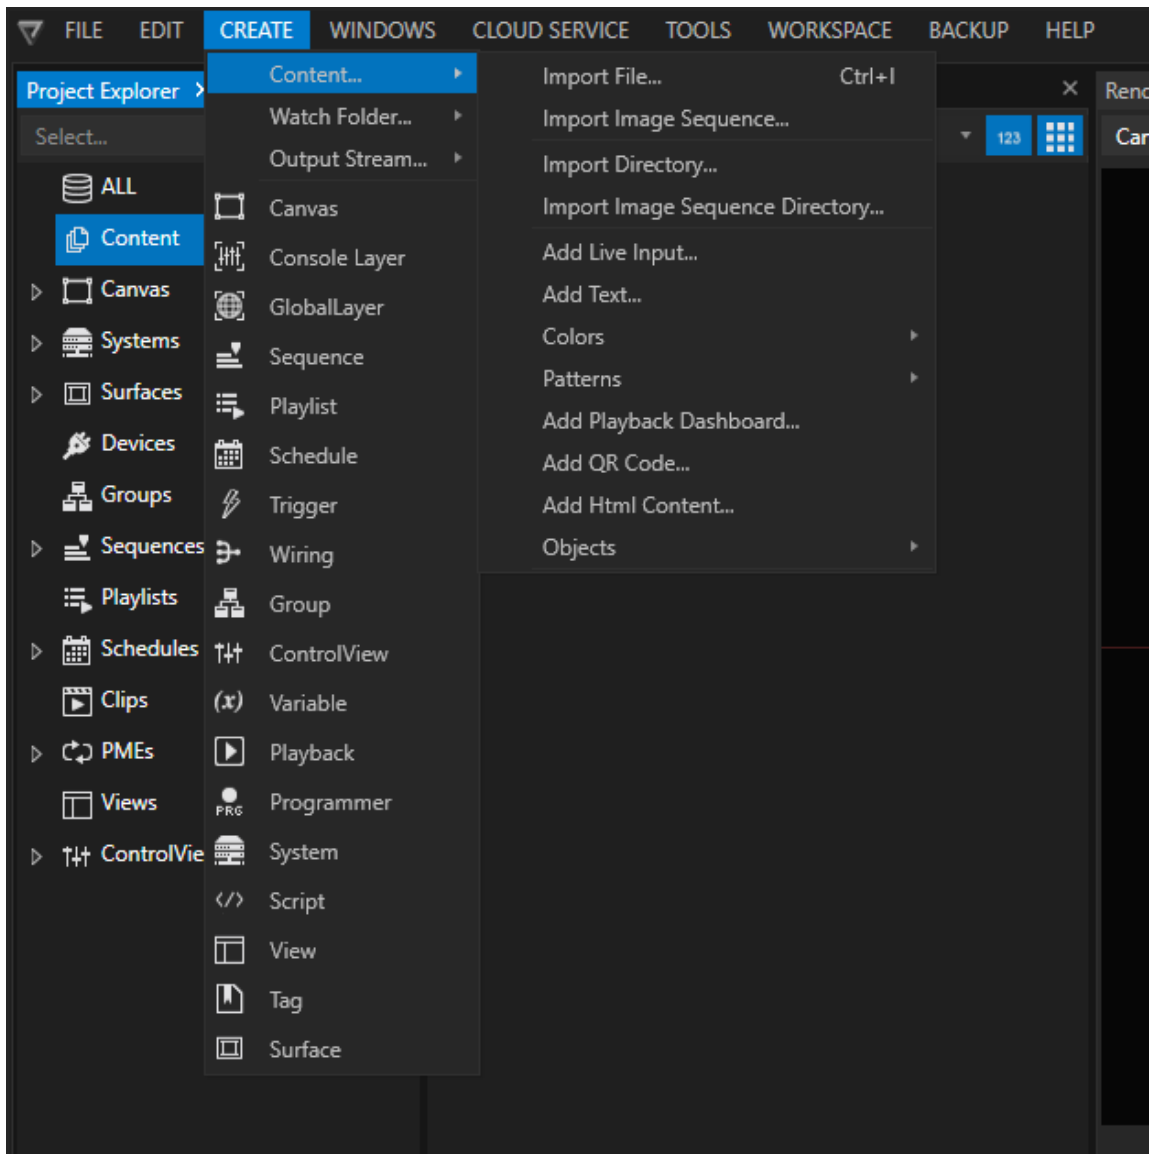 FILE EDIT CREATE WINDOWS CLOUD SERVICE TOOLS WORKSPACE BACKUP HELP
Project Explorer
Select...
ALL
Content
Canvas
Systems
Surfaces
Devices
Groups
Sequences
Playlists
Schedules
Clips
PMEs
Views
ControlVie
Content...
Watch Folder...
Output Stream...
Canvas
Console Layer
GlobalLayer
Sequence
Playlist
Schedule
Trigger
Wiring
Group
ControlView
(x) Variable
Playback
PRG Programmer
System
</> Script
View
Tag
Surface
Import File... Ctrl+I
Import Image Sequence...
Import Directory...
Import Image Sequence Directory...
Add Live Input...
Add Text...
Colors
Patterns
Add Playback Dashboard...
Add QR Code...
Add Html Content...
Objects
123
Rend
Car